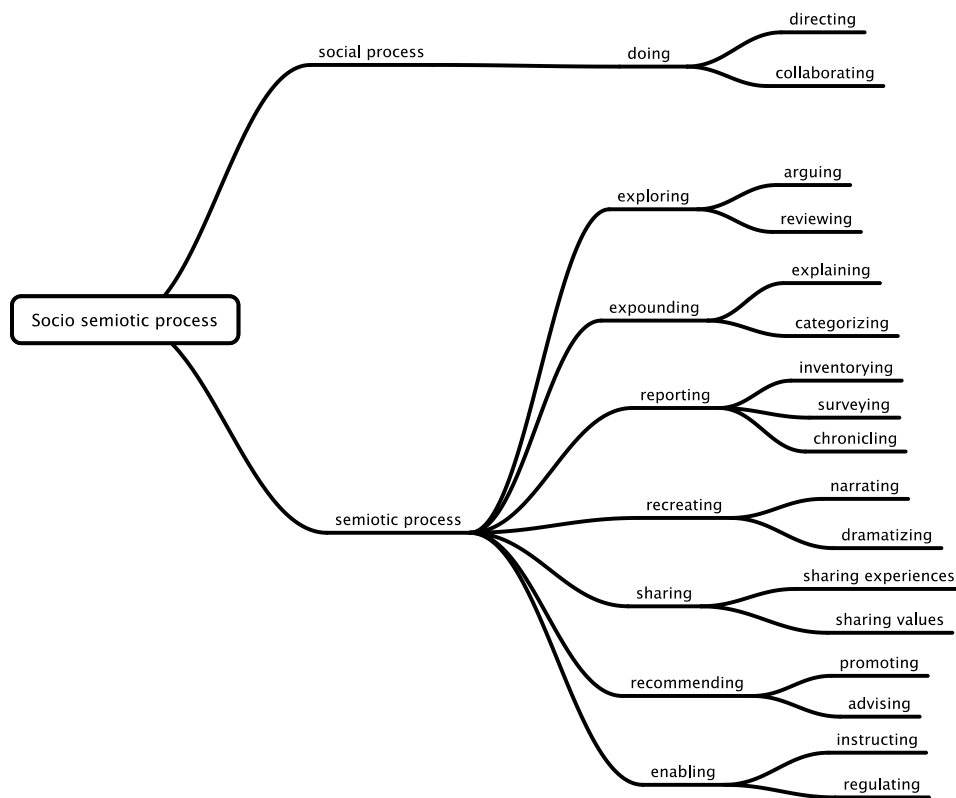 Socio semiotic process
social process
doing
directing
collaborating
semiotic process
exploring
arguing
reviewing
expounding
explaining
categorizing
reporting
inventorying
surveying
chronicling
recreating
narrating
dramatizing
sharing
sharing experiences
sharing values
recommending
promoting
advising
enabling
instructing
regulating